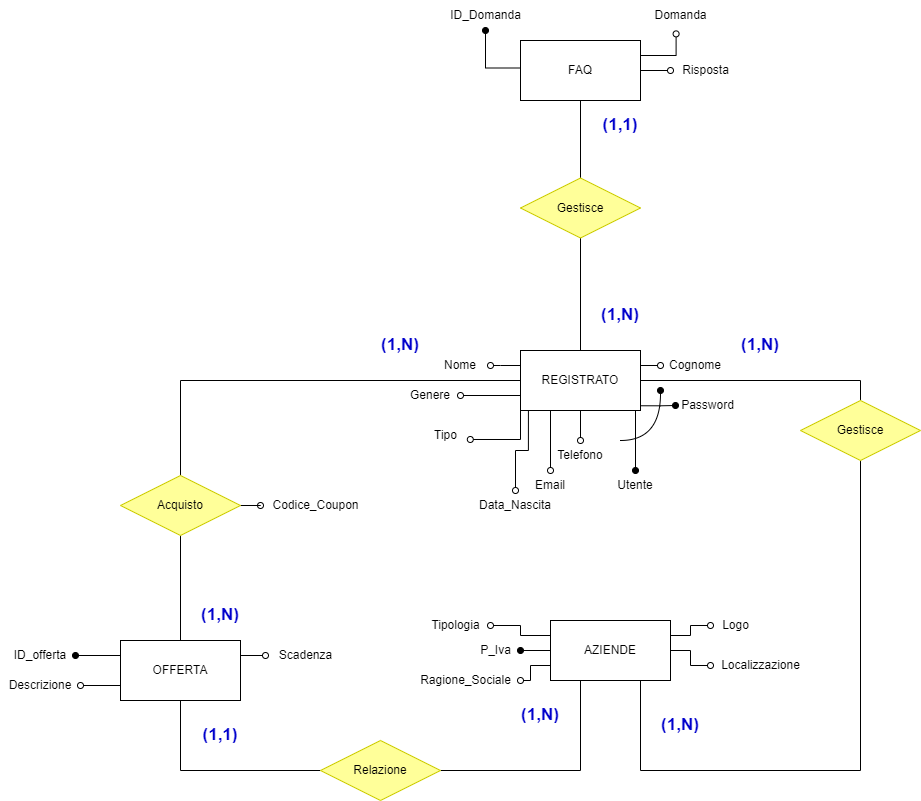 ID_Domanda
Domanda
FAQ
Risposta
(1,1)
Gestisce
(1,N)
(1,N)
(1,N)
Nome
Cognome
REGISTRATO
Genere
Password
Tipo
Gestisce
Telefono
Email
Utente
Data_Nascita
Acquisto
Codice_Coupon
(1,N)
Tipologia
Logo
P_Iva
AZIENDE
ID_offerta
Scadenza
OFFERTA
Localizzazione
Descrizione
Ragione_Sociale
(1,N)
(1,N)
(1,1)
Relazione